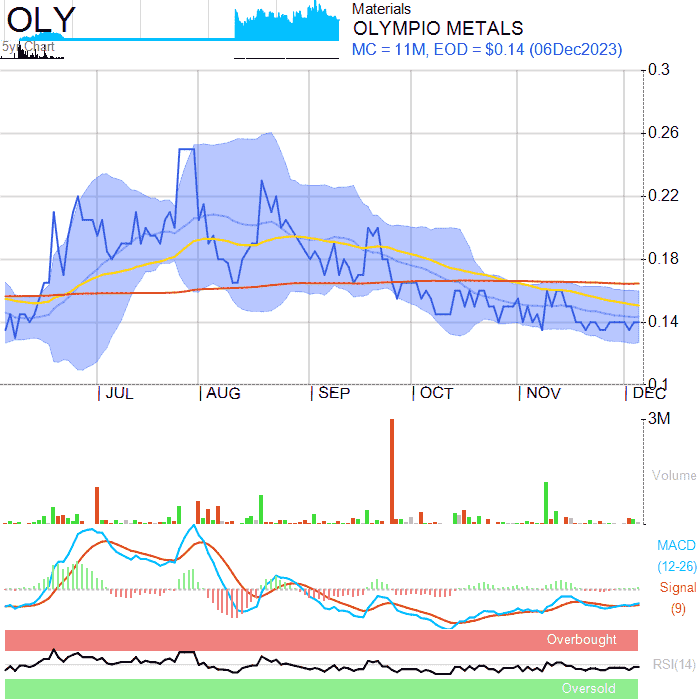 OLY
5yr Chart
Materials
OLYMPIO METALS
MC = 11M, EOD = $0.14 (06Dec2023)
0.3
0.26
0.22
0.18
0.14
0.1
JUL AUG SEP OCT NOV DEC
3M
Volume
MACD
(12-26)
Signal
(9)
Overbought
RSI(14)
Oversold